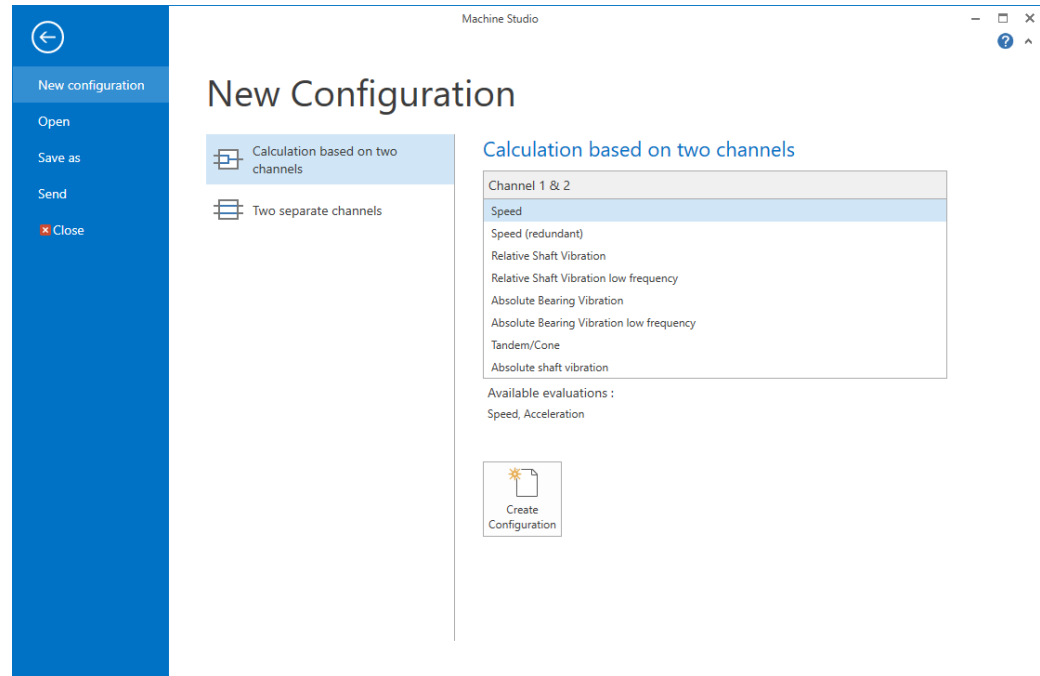 Machine Studio
New configuration
Open
Save as
Send
Close
New Configuration
Calculation based on two
channels
Two separate channels
Calculation based on two channels
Channel 1 & 2
Speed
Speed (redundant)
Relative Shaft Vibration
Relative Shaft Vibration low frequency
Absolute Bearing Vibration
Absolute Bearing Vibration low frequency
Tandem/Cone
Absolute shaft vibration
Available evaluations :
Speed, Acceleration
Create
Configuration